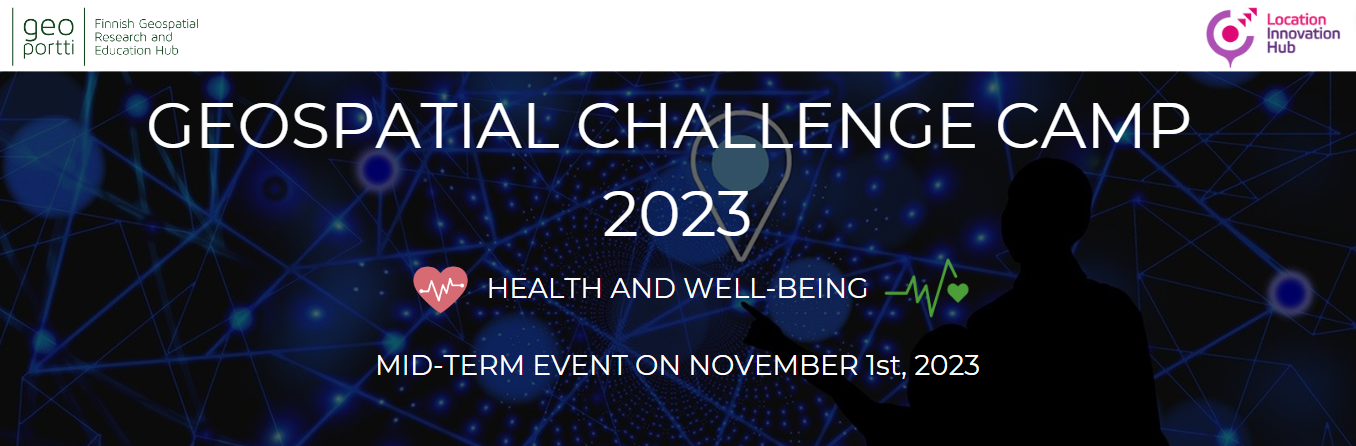 geo
portti
Finnish Geospatial
Research and
Education Hub
Location
Innovation
Hub
GEOSPATIAL CHALLENGE CAMP
2023
HEALTH AND WELL-BEING
MID-TERM EVENT ON NOVEMBER 1st, 2023